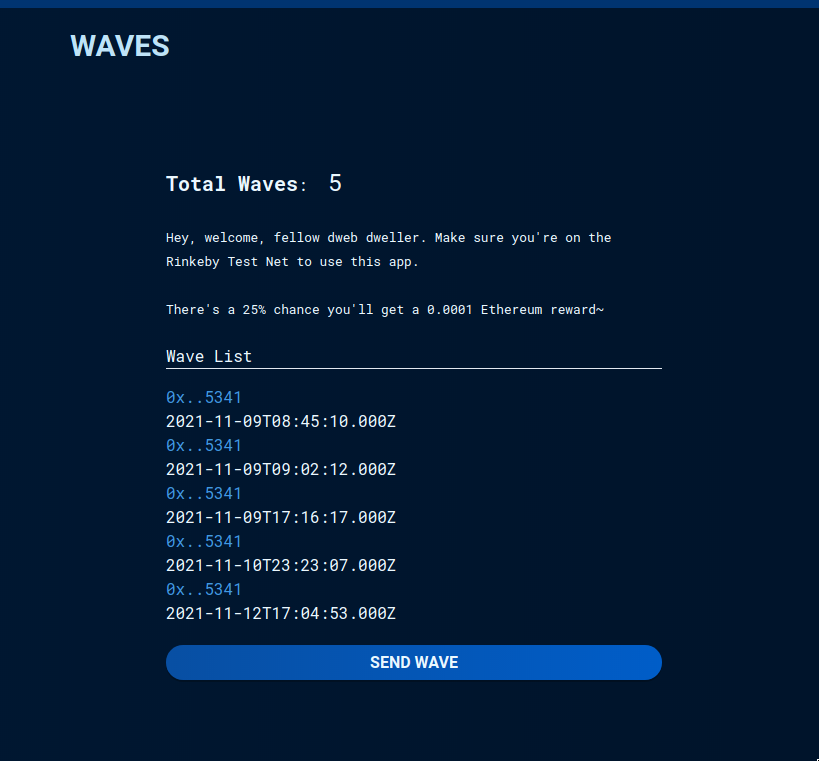 WAVES
Total Waves: 5
Hey, welcome, fellow dweb dweller. Make sure you're on the
Rinkeby Test Net to use this app.
There's a 25% chance you'll get a 0.0001 Ethereum reward~
Wave List
0x..5341
2021-11-09T08:45:10.000Z
0x..5341
2021-11-09T09:02:12.000Z
0x..5341
2021-11-09T17:16:17.000Z
0x..5341
2021-11-10T23:23:07.000Z
0x..5341
2021-11-12T17:04:53.000Z
SEND WAVE